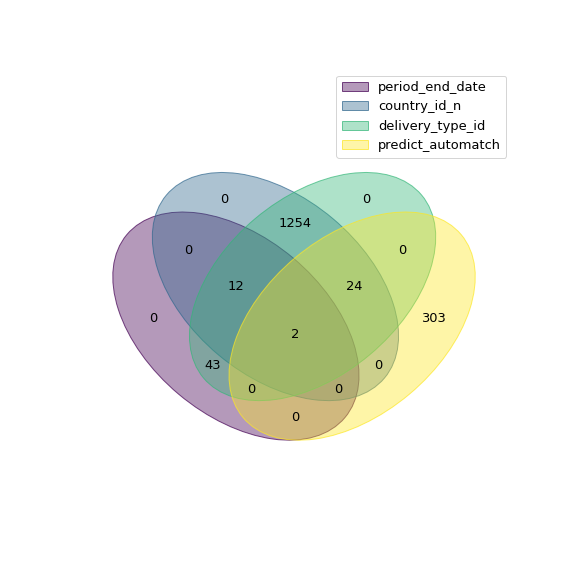 period_end_date
country_id_n
delivery_type_id
predict_automatch
0 0
1254
0 0
12 24
0 303
2
43 0
0 0
0